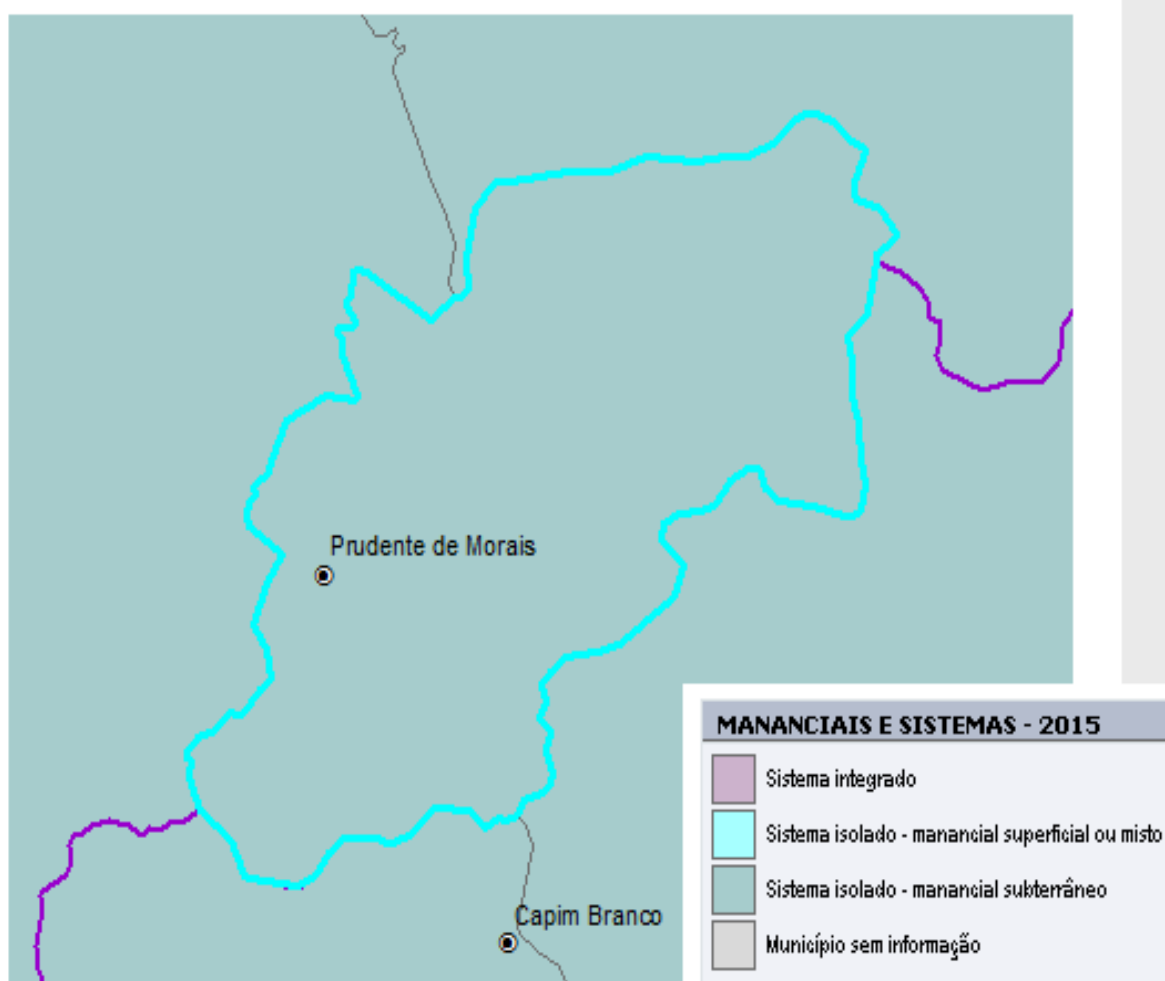 Prudente de Morais
Capim Branco
MANANCIAIS E SISTEMAS - 2015
Sistema integrado
Sistema isolado - manancial superficial ou misto
Sistema isolado - manancial subterrâneo
Município sem informação